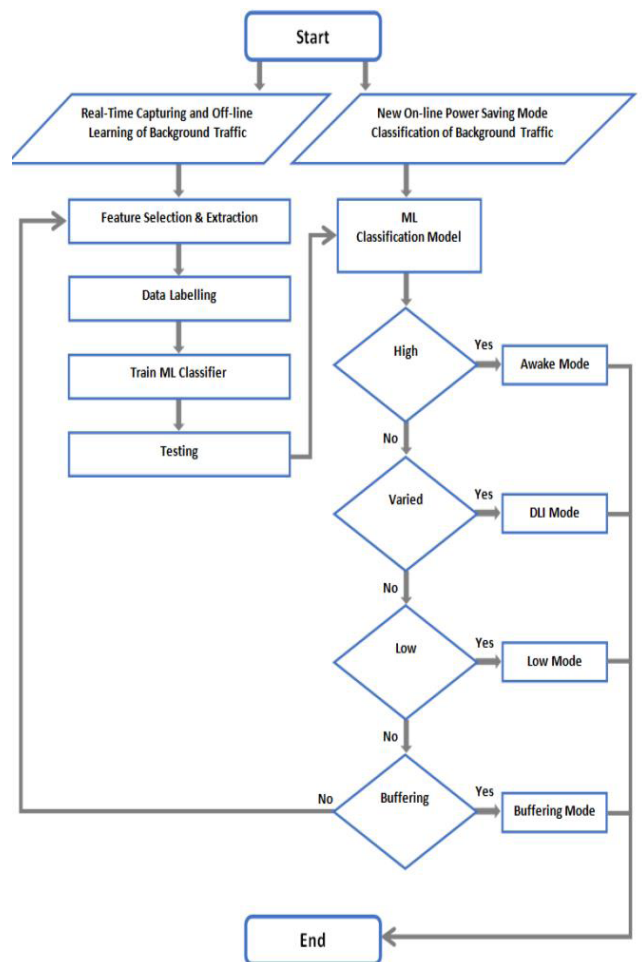 Start
Real-Time Capturing and Off-line
Learning of Background Traffic
New On-line Power Saving Mode
Classification of Background Traffic
Feature Selection & Extraction
Data Labelling
Train ML Classifier
Testing
ML
Classification Model
High
Yes
Awake Mode
No
Varied
Yes
DLI Mode
No
Low
Yes
Low Mode
No
Buffering
Yes
Buffering Mode
No
End